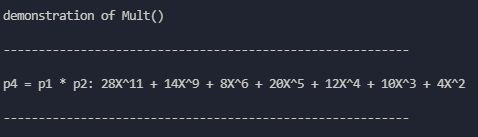 demonstration of Mult()
----------------------------------------------------------
p4 = p1 * p2: 28X^11 + 14X^9 + 8X^6 + 20X^5 + 12X^4 + 10X^3 + 4X^2
----------------------------------------------------------